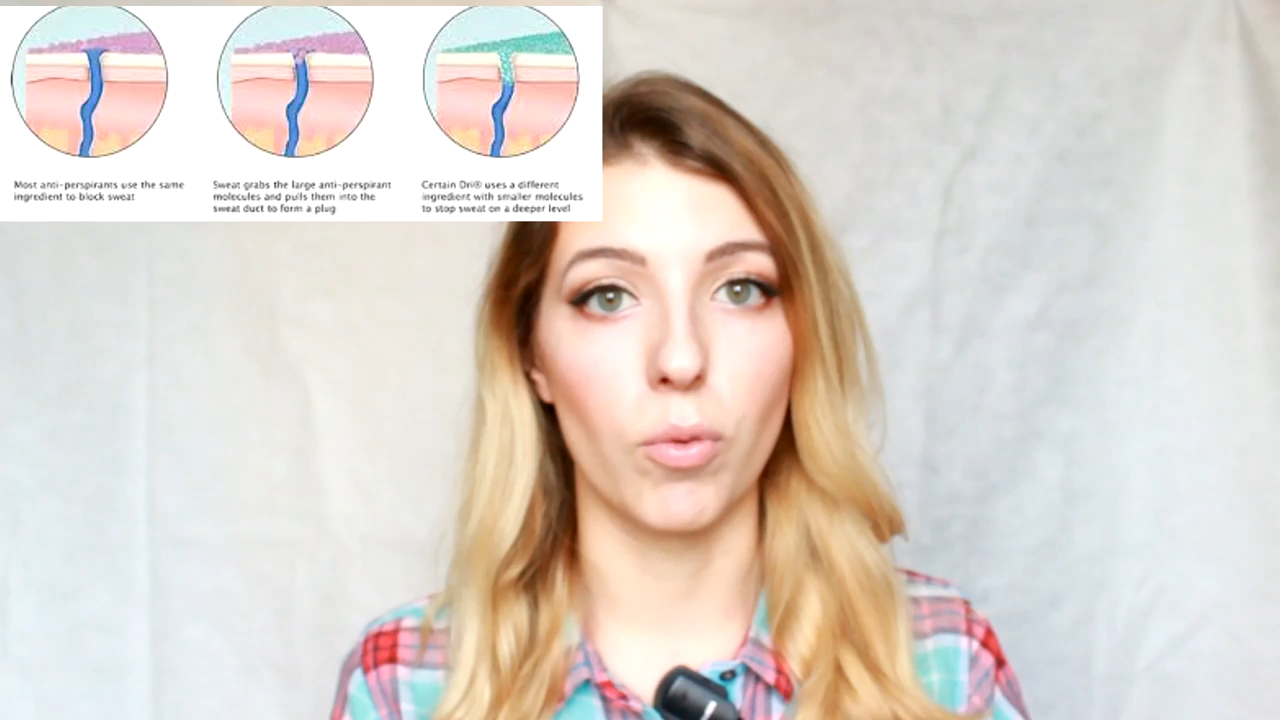 Most anti-perspirants use the same
ingredient to block sweat
Sweat grabs the large anti-perspirant
molecules and pulls them into the
sweat duct to form a plug
Certain Dri® uses a different
ingredient with smaller molecules
to stop sweat on a deeper level